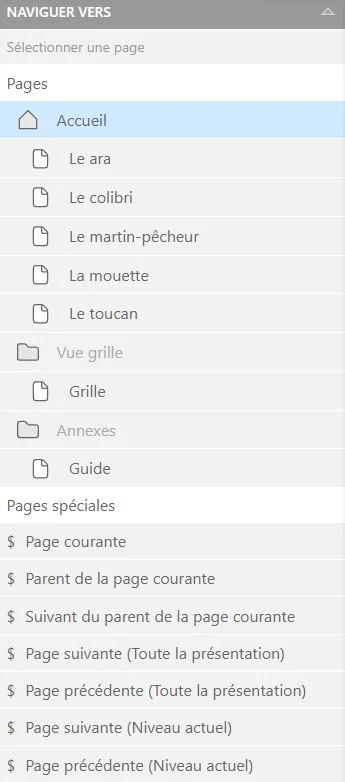 NAVIGUER VERS
Sélectionner une page
Pages
Accueil
Le ara
Le colibri
Le martin-pêcheur
La mouette
Le toucan
Vue grille
Grille
Annexes
Guide
Pages spéciales
$ Page courante
$ Parent de la page courante
$ Suivant du parent de la page courante
$ Page suivante (Toute la présentation)
$ Page précédente (Toute la présentation)
$ Page suivante (Niveau actuel)
$ Page précédente (Niveau actuel)